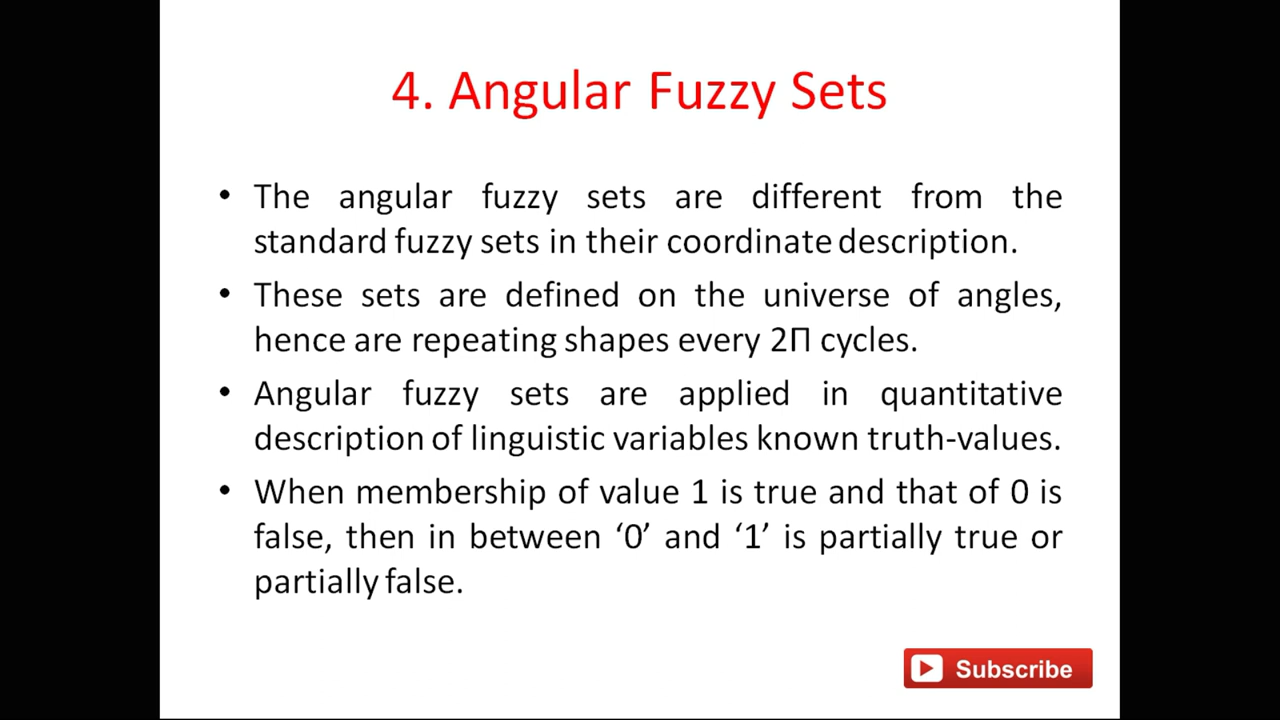 4. Angular Fuzzy Sets
• The angular fuzzy sets are different from the
standard fuzzy sets in their coordinate description.
• These sets are defined on the universe of angles,
hence are repeating shapes every 2Π cycles.
• Angular fuzzy sets are applied in quantitative
description of linguistic variables known truth-values.
• When membership of value 1 is true and that of 0 is
false, then in between ‘0’ and ‘1’ is partially true or
partially false.
Subscribe